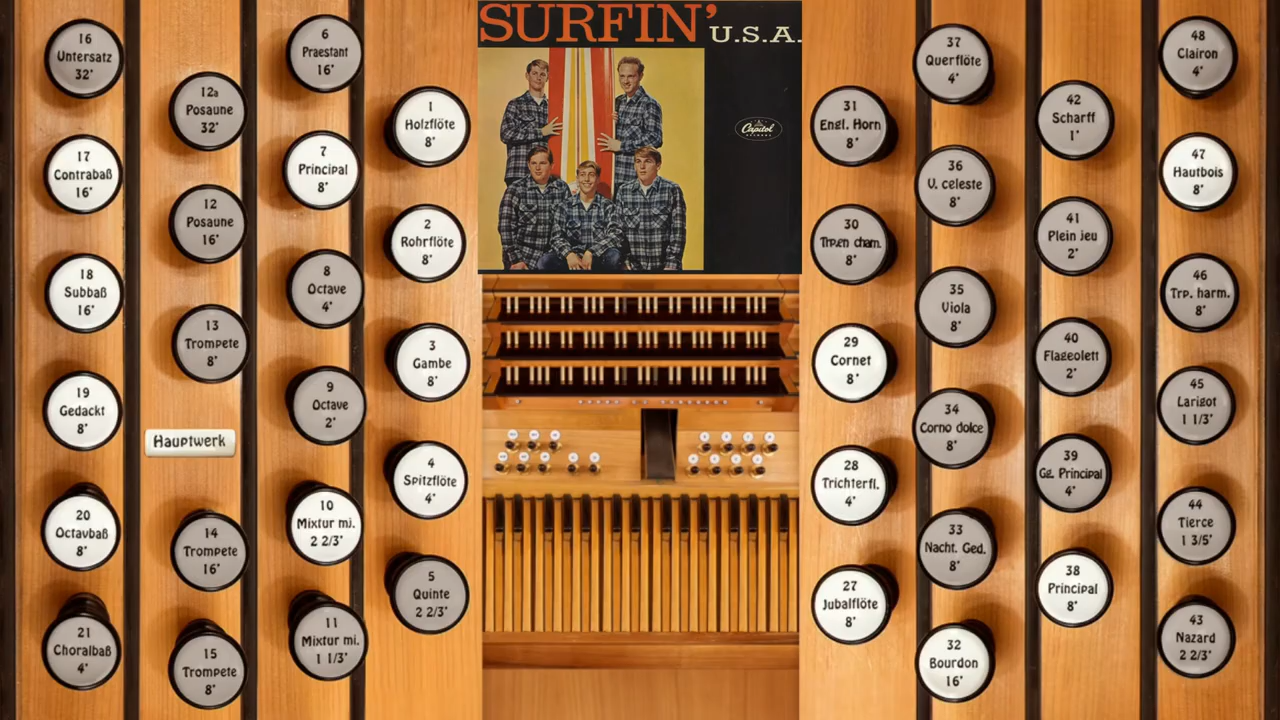 SURFIN'
U.S.A.
Capitol
RECORDS
16
Untersatz
32'
17
Contrabaß
16'
18
Subbaß
16'
19
Gedackt
8'
20
Octavbaß
8'
21
Choralbaß
4'
12a
Posaune
32'
12
Posaune
16'
13
Trompete
8'
Hauptwerk
14
Trompete
16'
15
Trompete
8'
6
Praestant
16'
7
Principal
8'
8
Octave
4'
9
Octave
2'
10
Mixtur mj.
2 2/3'
11
Mixtur mi.
1 1/3'
1
Holzflöte
8'
2
Rohrflöte
8'
3
Gambe
8'
4
Spitzflöte
4'
5
Quinte
2 2/3'
31
Engl. Horn
8'
30
Trp.en cham.
8'
29
Cornet
8'
28
Trichterfl.
4'
27
Jubalflöte
8'
37
Querflöte
4'
36
V. celeste
8'
35
Viola
8'
34
Corno dolce
8'
33
Nacht. Ged.
8'
32
Bourdon
16'
42
Scharff
1'
41
Plein jeu
2'
40
Flageolett
2'
39
Gg. Principal
4'
38
Principal
8'
48
Clairon
4'
47
Hautbois
8'
46
Trp. harm.
8'
45
Larigot
1 1/3'
44
Tierce
1 3/5'
43
Nazard
2 2/3'